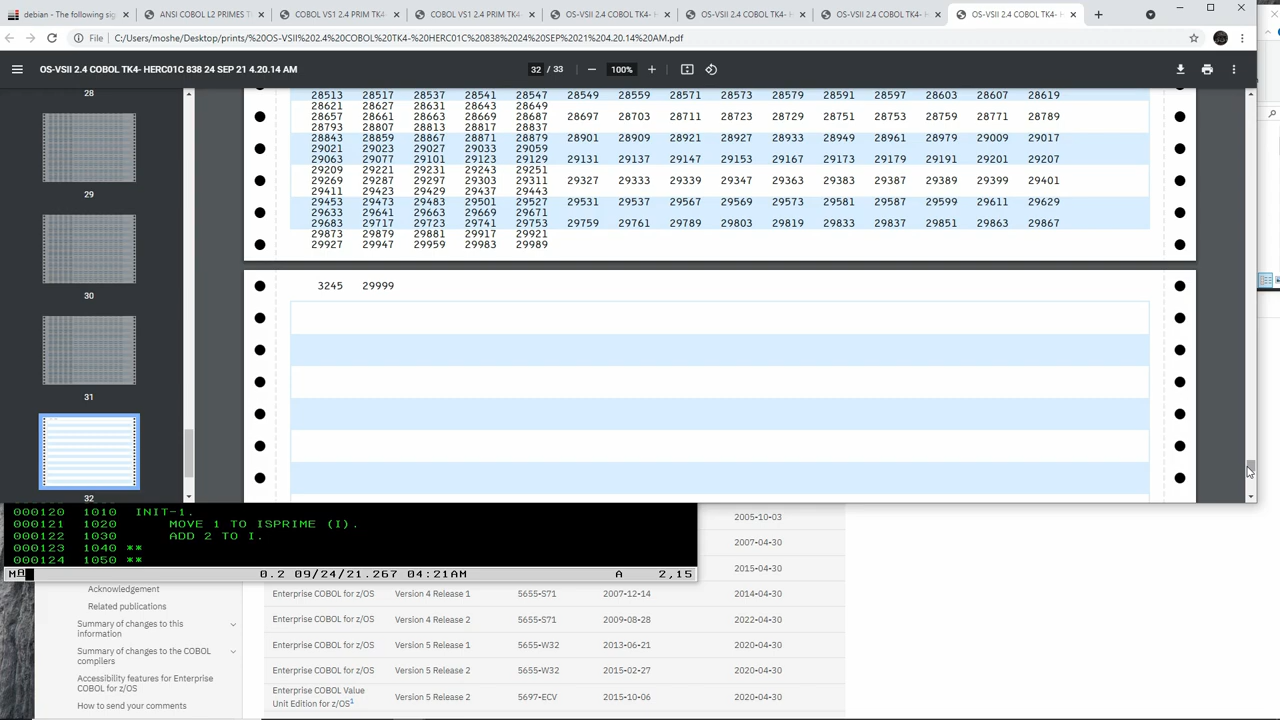 debian - The following sig
ANSI COBOL L2 PRIMES T
COBOL VS1 2.4 PRIM TK4
COBOL VS1 2.4 PRIM TK4-
OS-VSII 2.4 COBOL TK4- H
OS-VSII 2.4 COBOL TK4- H
OS-VSII 2.4 COBOL TK4- H
OS-VSII 2.4 COBOL TK4- H
File C:/Users/moshe/Desktop/prints/%20OS-VSII%202.4%20COBOL%20TK4-%20HERC01C%20838%2024%20SEP%2021%204.20.14%20AM.pdf
OS-VSII 2.4 COBOL TK4- HERC01C 838 24 SEP 21 4.20.14 AM
32 / 33
100%
28
29
30
31
32
28513 28517 28537 28541 28547 28549 28559 28571 28573 28579 28591 28597 28603 28607 28619
28621 28627 28631 28643 28649
28657 28661 28663 28669 28687 28697 28703 28711 28723 28729 28751 28753 28759 28771 28789
28793 28807 28813 28817 28837
28843 28859 28867 28871 28879 28901 28909 28921 28927 28933 28949 28961 28979 29009 29017
29021 29023 29027 29033 29059
29063 29077 29101 29123 29129 29131 29137 29147 29153 29167 29173 29179 29191 29201 29207
29209 29221 29231 29243 29251
29269 29287 29297 29303 29311 29327 29333 29339 29347 29363 29383 29387 29389 29399 29401
29411 29423 29429 29437 29443
29453 29473 29483 29501 29527 29531 29537 29567 29569 29573 29581 29587 29599 29611 29629
29633 29641 29663 29669 29671
29683 29717 29723 29741 29753 29759 29761 29789 29803 29819 29833 29837 29851 29863 29867
29873 29879 29881 29917 29921
29927 29947 29959 29983 29989
3245 29999
000120 1010 INIT-1.
000121 1020 MOVE 1 TO ISPRIME (I).
000122 1030 ADD 2 TO I.
000123 1040 **
000124 1050 **
0.2 09/24/21.267 04:21AM A 2,15
Acknowledgement
Related publications
Summary of changes to this
information
Summary of changes to the COBOL
compilers
Accessibility features for Enterprise
COBOL for z/OS
How to send your comments
2005-10-03
2007-04-30
2015-04-30
Enterprise COBOL for z/OS Version 4 Release 1 5655-S71 2007-12-14 2014-04-30
Enterprise COBOL for z/OS Version 4 Release 2 5655-S71 2009-08-28 2022-04-30
Enterprise COBOL for z/OS Version 5 Release 1 5655-W32 2013-06-21 2020-04-30
Enterprise COBOL for z/OS Version 5 Release 2 5655-W32 2015-02-27 2020-04-30
Enterprise COBOL Value
Unit Edition for z/OS1 Version 5 Release 2 5697-ECV 2015-10-06 2020-04-30